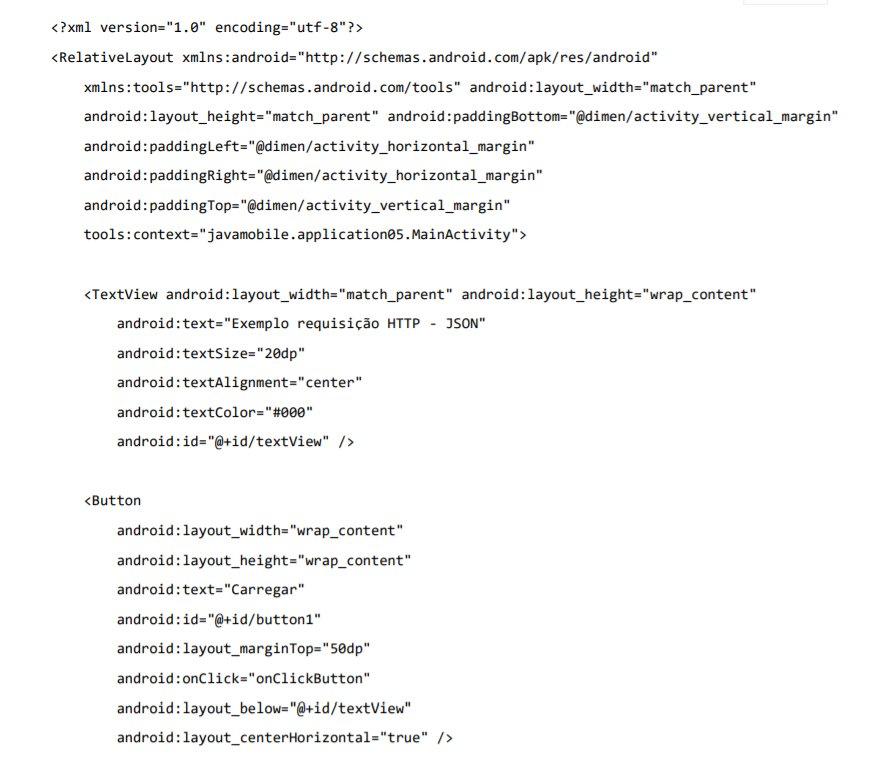 <?xml version="1.0" encoding="utf-8"?>
<RelativeLayout xmlns:android="http://schemas.android.com/apk/res/android"
xmlns:tools="http://schemas.android.com/tools" android:layout_width="match_parent"
android:layout_height="match_parent" android:paddingBottom="@dimen/activity_vertical_margin"
android:paddingLeft="@dimen/activity_horizontal_margin"
android:paddingRight="@dimen/activity_horizontal_margin"
android:paddingTop="@dimen/activity_vertical_margin"
tools:context="javamobile.application05.MainActivity">
<TextView android:layout_width="match_parent" android:layout_height="wrap_content"
android:text="Exemplo requisição HTTP - JSON"
android:textSize="20dp"
android:textAlignment="center"
android:textColor="#000"
android:id="@+id/textView" />
<Button
android:layout_width="wrap_content"
android:layout_height="wrap_content"
android:text="Carregar"
android:id="@+id/button1"
android:layout_marginTop="50dp"
android:onClick="onClickButton"
android:layout_below="@+id/textView"
android:layout_centerHorizontal="true" />